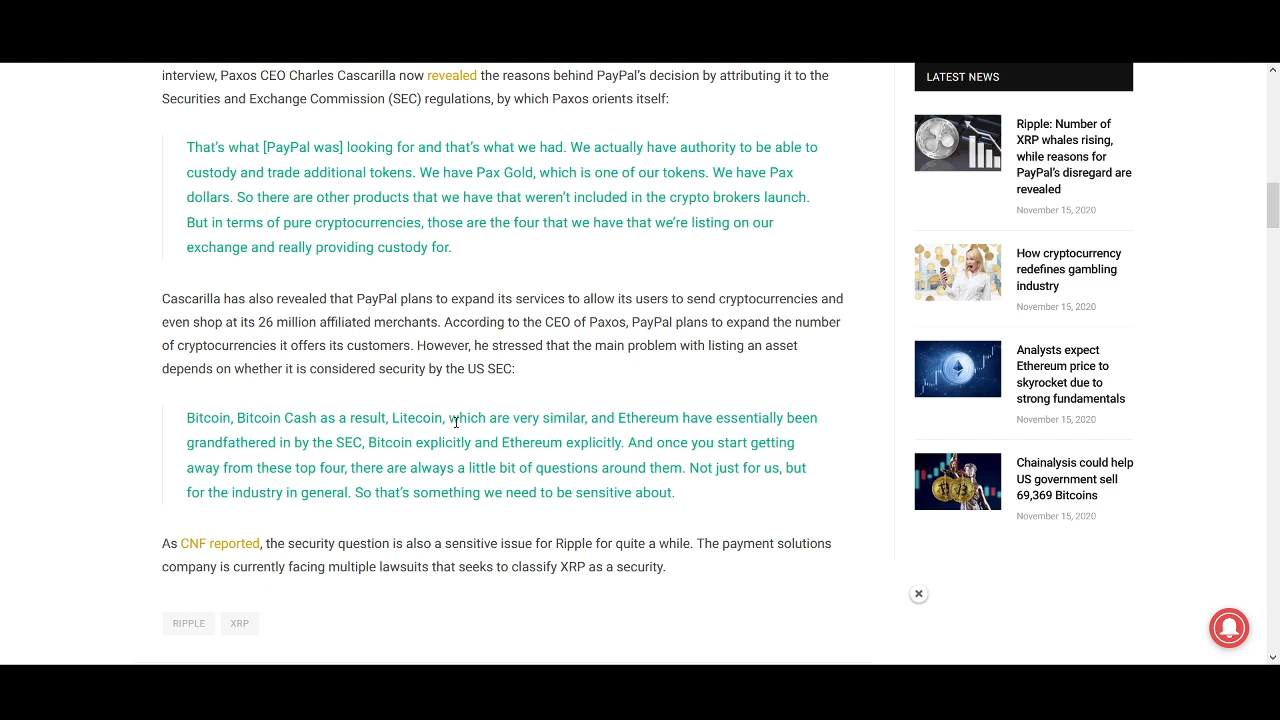 interview, Paxos CEO Charles Cascarilla now revealed the reasons behind PayPal’s decision by attributing it to the
Securities and Exchange Commission (SEC) regulations, by which Paxos orients itself:
That’s what [PayPal was] looking for and that’s what we had. We actually have authority to be able to
custody and trade additional tokens. We have Pax Gold, which is one of our tokens. We have Pax
dollars. So there are other products that we have that weren’t included in the crypto brokers launch.
But in terms of pure cryptocurrencies, those are the four that we have that we’re listing on our
exchange and really providing custody for.
Cascarilla has also revealed that PayPal plans to expand its services to allow its users to send cryptocurrencies and
even shop at its 26 million affiliated merchants. According to the CEO of Paxos, PayPal plans to expand the number
of cryptocurrencies it offers its customers. However, he stressed that the main problem with listing an asset
depends on whether it is considered security by the US SEC:
Bitcoin, Bitcoin Cash as a result, Litecoin, which are very similar, and Ethereum have essentially been
grandfathered in by the SEC, Bitcoin explicitly and Ethereum explicitly. And once you start getting
away from these top four, there are always a little bit of questions around them. Not just for us, but
for the industry in general. So that’s something we need to be sensitive about.
As CNF reported, the security question is also a sensitive issue for Ripple for quite a while. The payment solutions
company is currently facing multiple lawsuits that seeks to classify XRP as a security.
RIPPLE
XRP
LATEST NEWS
Ripple: Number of
XRP whales rising,
while reasons for
PayPal’s disregard are
revealed
November 15, 2020
How cryptocurrency
redefines gambling
industry
November 15, 2020
Analysts expect
Ethereum price to
skyrocket due to
strong fundamentals
November 15, 2020
Chainalysis could help
US government sell
69,369 Bitcoins
November 15, 2020